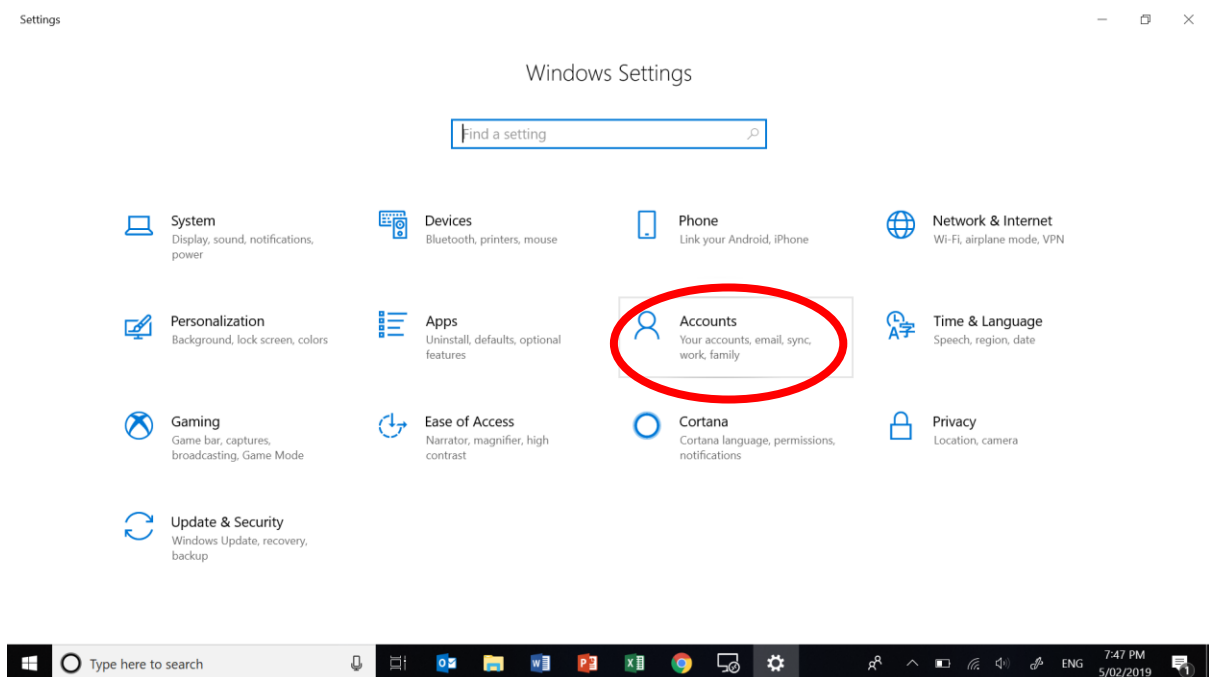 Settings
Windows Settings
Find a setting
System
Display, sound, notifications,
power
Devices
Bluetooth, printers, mouse
Phone
Link your Android, iPhone
Network & Internet
Wi-Fi, airplane mode, VPN
Personalization
Background, lock screen, colors
Apps
Uninstall, defaults, optional
features
Accounts
Your accounts, email, sync,
work, family
Time & Language
Speech, region, date
Gaming
Game bar, captures,
broadcasting, Game Mode
Ease of Access
Narrator, magnifier, high
contrast
Cortana
Cortana language, permissions,
notifications
Privacy
Location, camera
Update & Security
Windows Update, recovery,
backup
Type here to search
ENG
7:47 PM
5/02/2019
1